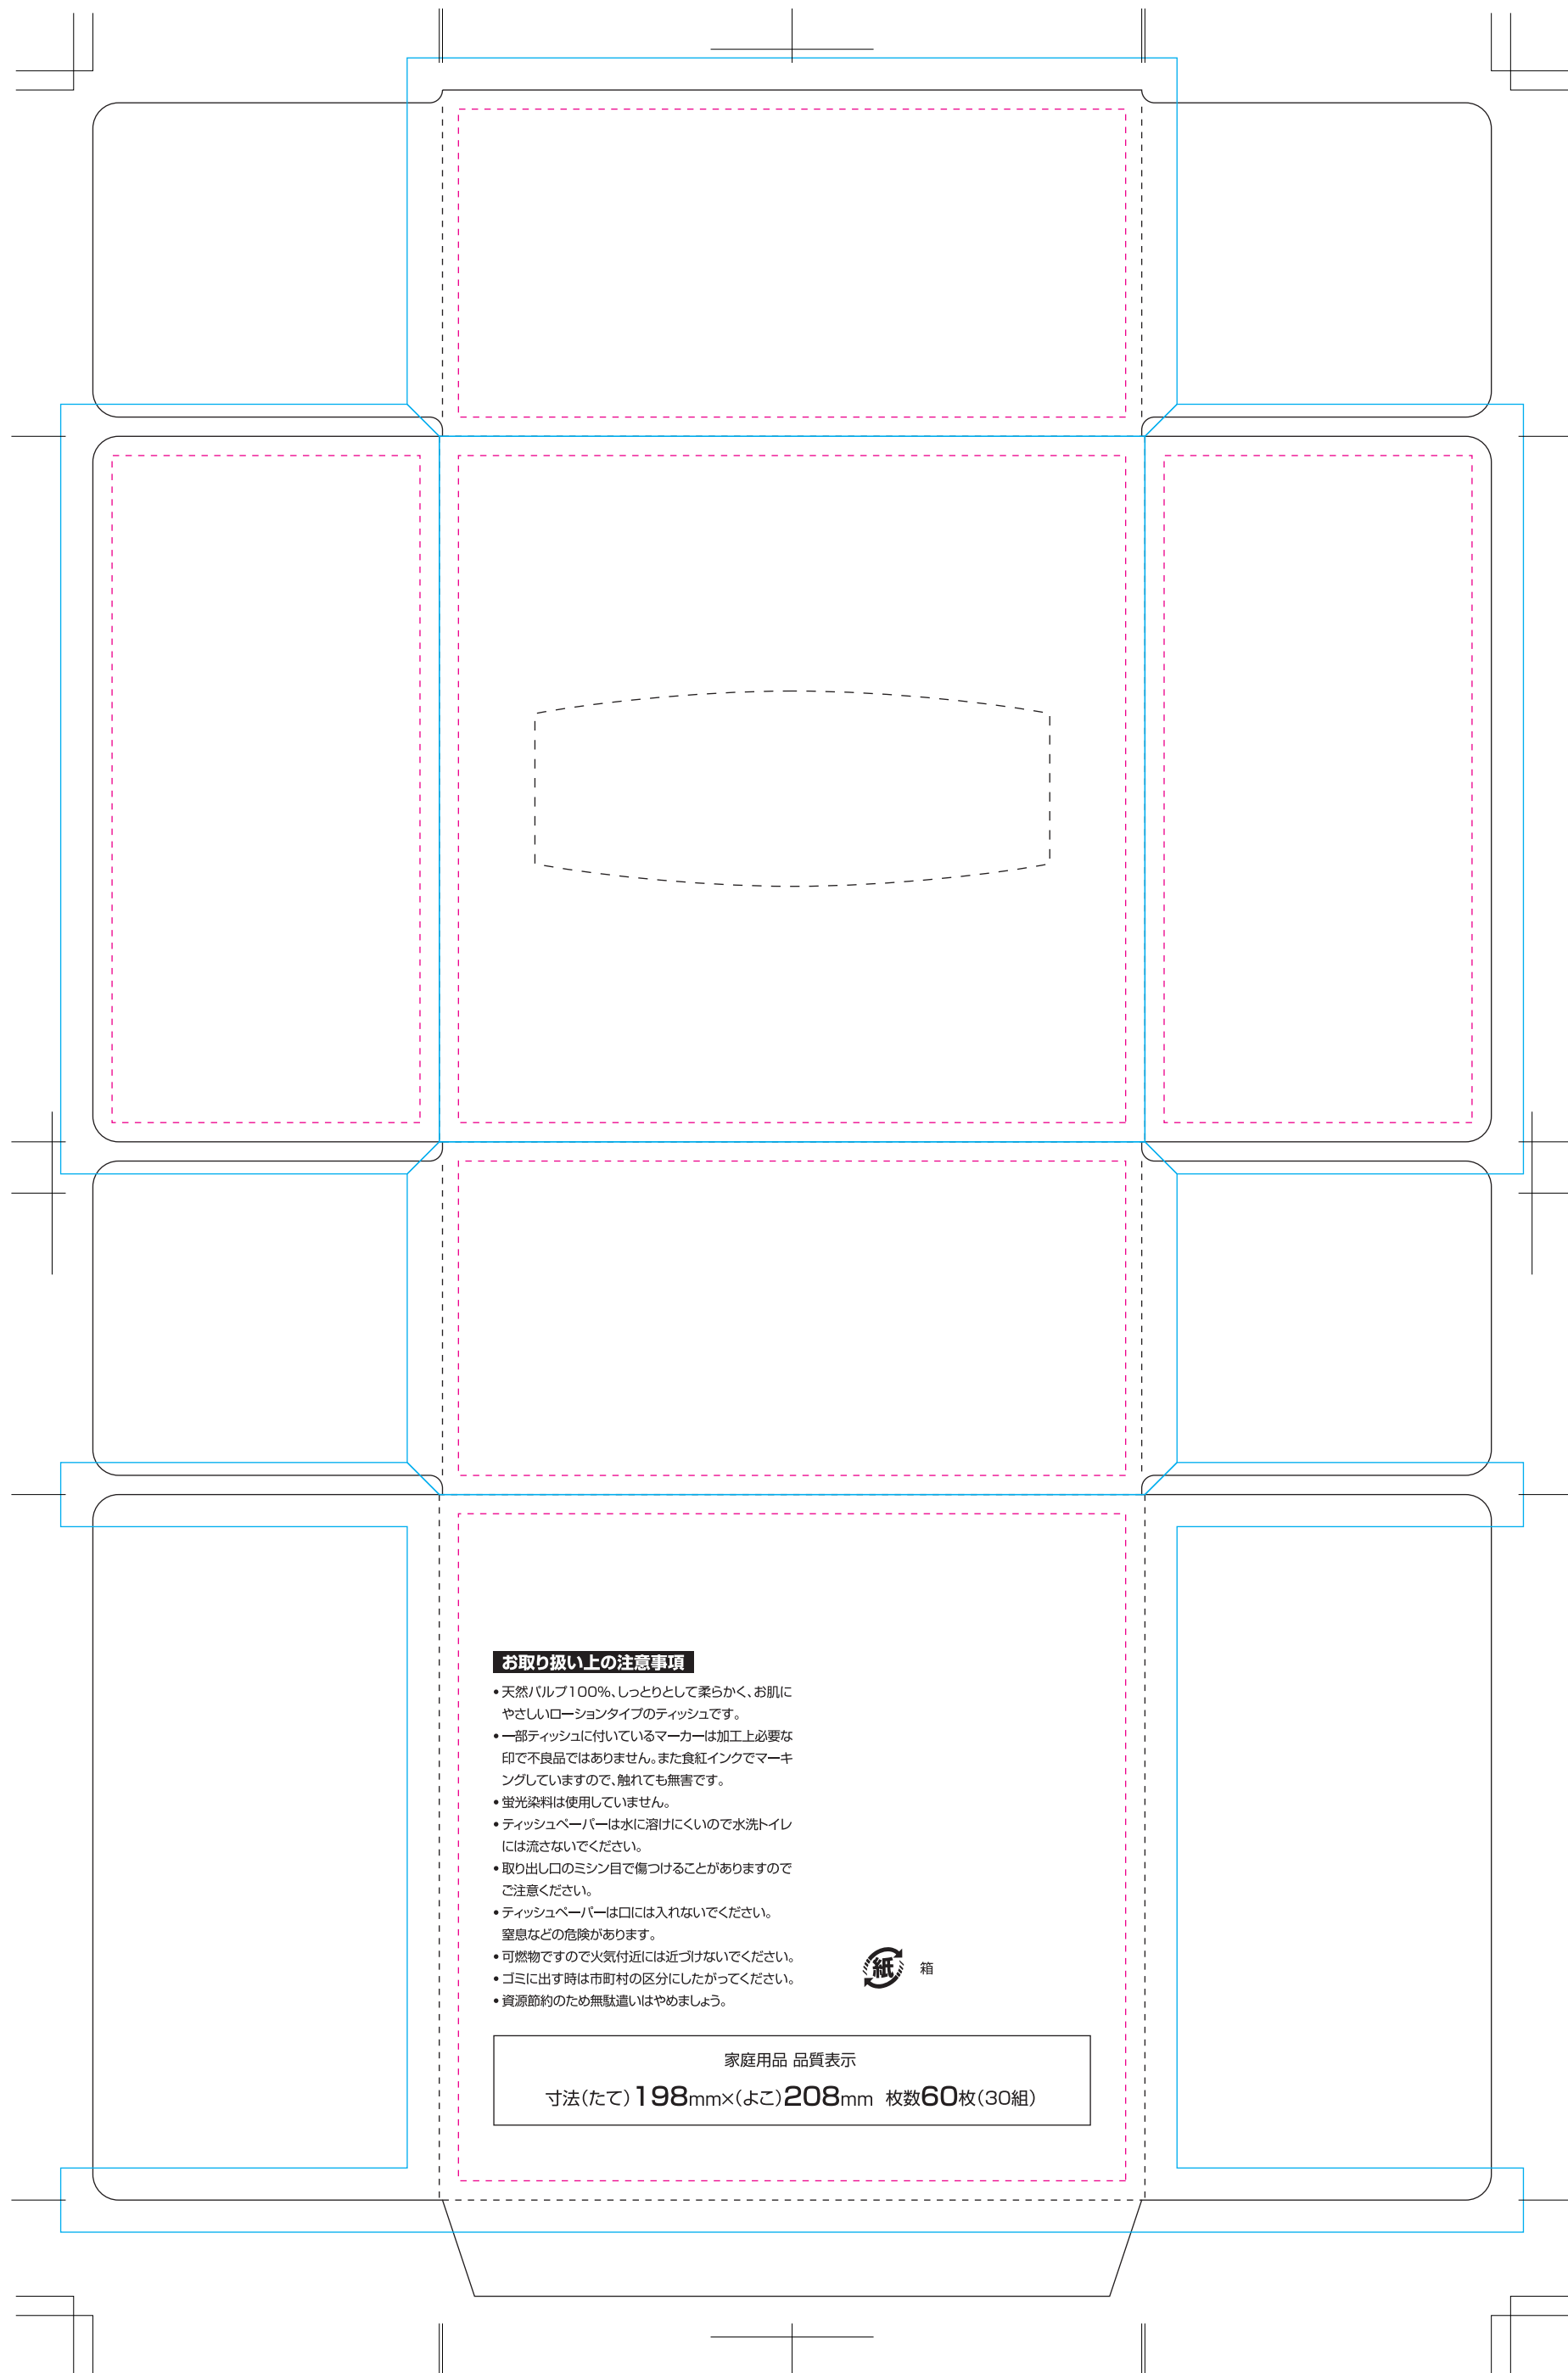 お取り扱い上の注意事項
•天然パルプ100%、しっとりとして柔らかく、お肌に
やさしいローションタイプのティッシュです。
•一部ティッシュに付いているマーカーは加工上必要な
印で不良品ではありません。また食紅インクでマーキ
ングしていますので、触れても無害です。
•蛍光染料は使用していません。
•ティッシュペーパーは水に溶けにくいので水洗トイレ
には流さないでください。
•取り出し口のミシン目で傷つけることがありますので
ご注意ください。
•ティッシュペーパーは口には入れないでください。
窒息などの危険があります。
•可燃物ですので火気付近には近づけないでください。
•ゴミに出す時は市町村の区分にしたがってください。
•資源節約のため無駄遣いはやめましょう。
紙 箱
家庭用品 品質表示
寸法(たて)198mm×(よこ)208mm 枚数60枚(30組)